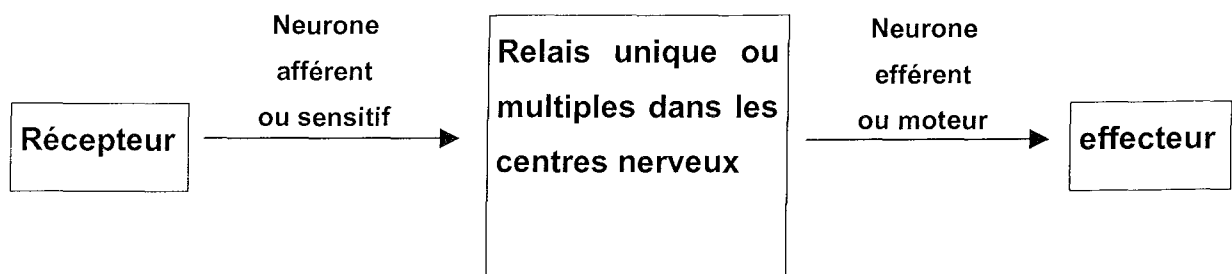 Récepteur
Neurone
afférent
ou sensitif
Relais unique ou
multiples dans les
centres nerveux
Neurone
efférent
ou moteur
effecteur